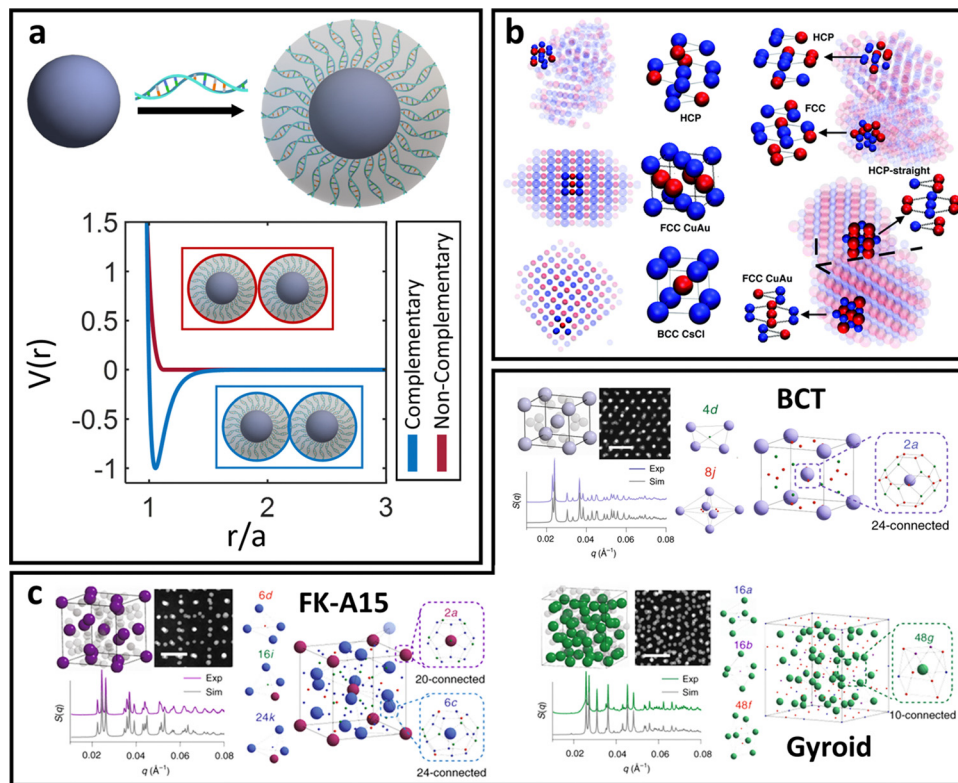 a
V(r)
1.5
1
0.5
0
-0.5
-1
1
2
3
r/a
Complementary
Non-Complementary
b
HCP
HCP
FCC
HCP-straight
FCC CuAu
FCC CuAu
BCC CsCl
BCT
4d
8j
2a
24-connected
S(q)
Exp
Sim
0.02
0.04
0.06
0.08
q (Å⁻¹)
c
FK-A15
6d
16i
24k
2a
20-connected
6c
24-connected
S(q)
Exp
Sim
0.02
0.04
0.06
0.08
q (Å⁻¹)
16a
16b
48f
48g
10-connected
Gyroid
S(q)
Exp
Sim
0.02
0.04
0.06
0.08
q (Å⁻¹)